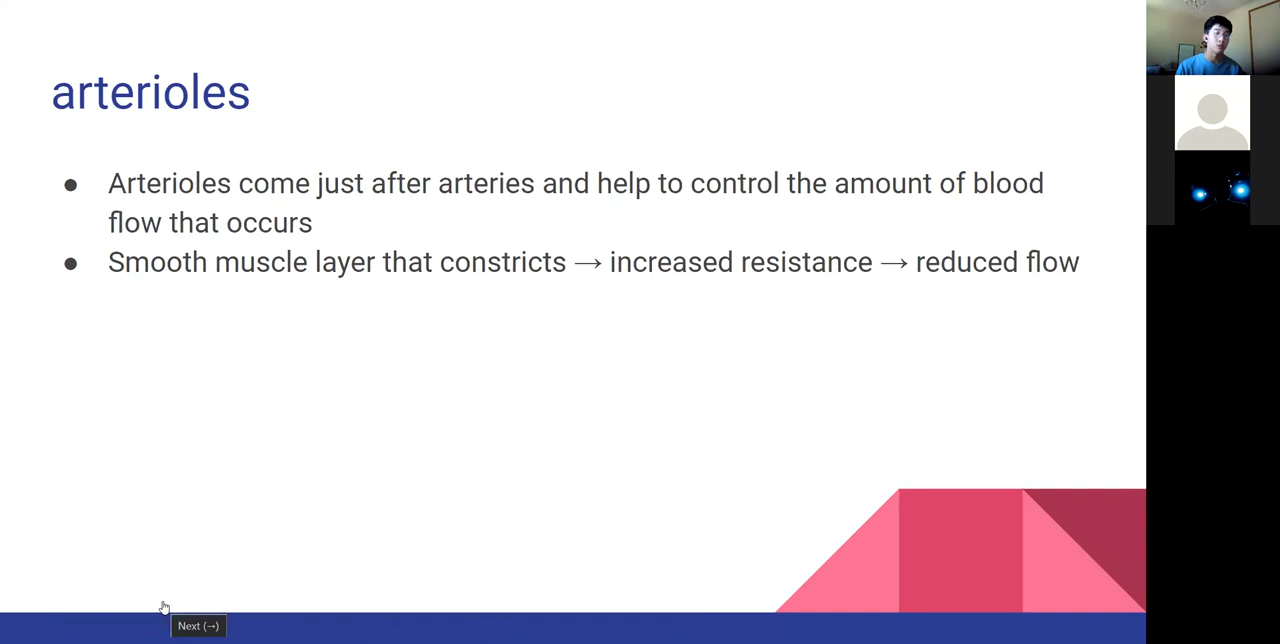 arterioles
● Arterioles come just after arteries and help to control the amount of blood
flow that occurs
● Smooth muscle layer that constricts → increased resistance → reduced flow
Next (→)